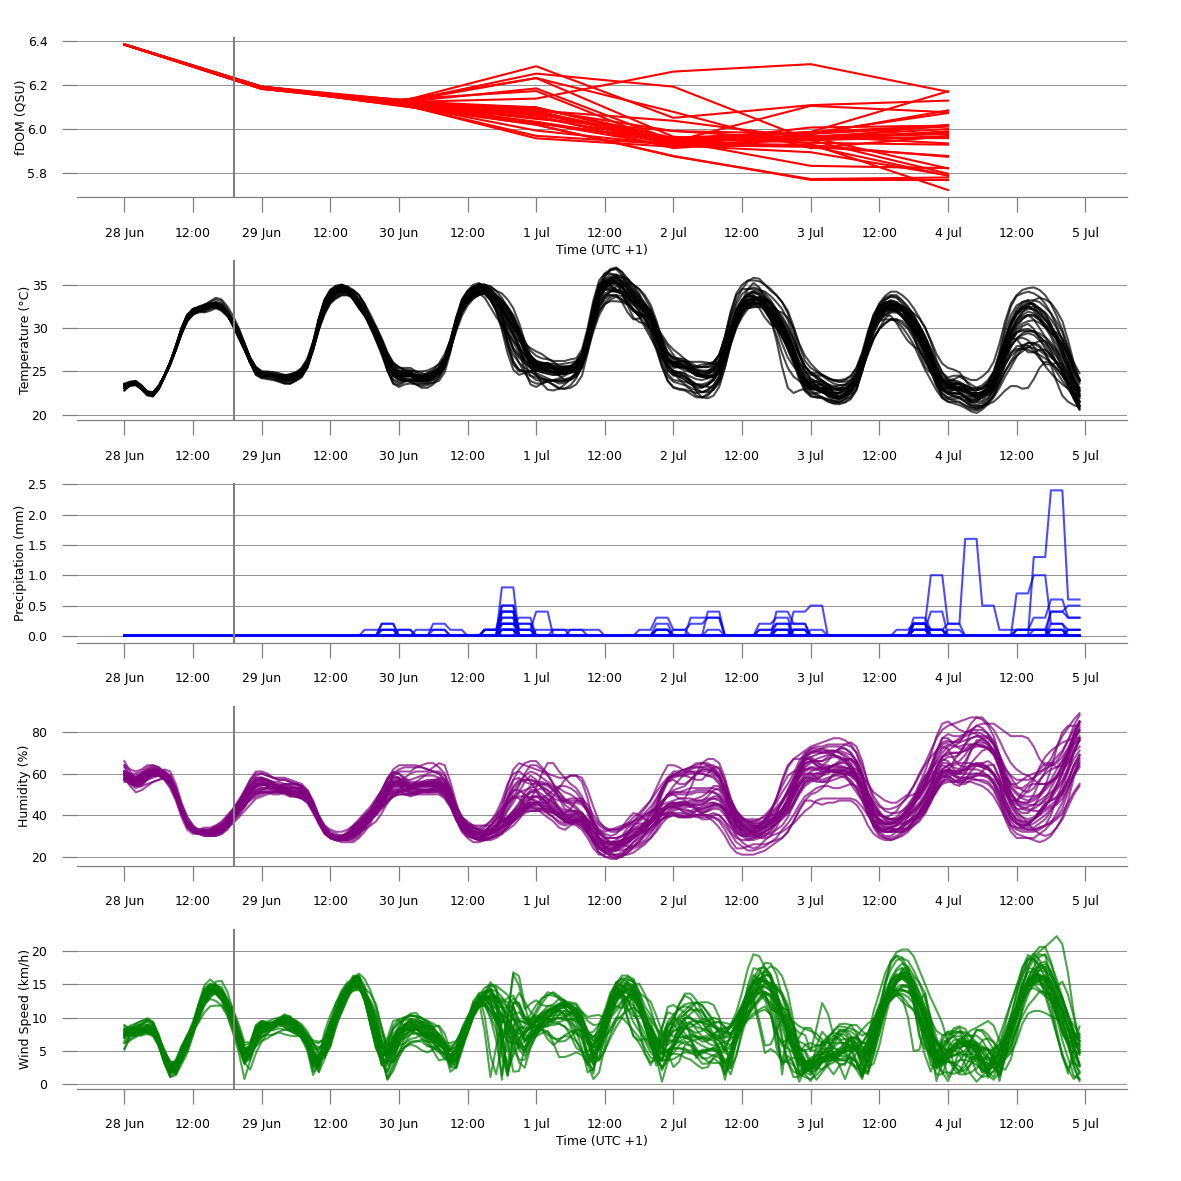 fDOM (QSU)
6.4
6.2
6.0
5.8
28 Jun 12:00 29 Jun 12:00 30 Jun 12:00 1 Jul 12:00 2 Jul 12:00 3 Jul 12:00 4 Jul 12:00 5 Jul
Time (UTC +1)
Temperature (°C)
35
30
25
20
28 Jun 12:00 29 Jun 12:00 30 Jun 12:00 1 Jul 12:00 2 Jul 12:00 3 Jul 12:00 4 Jul 12:00 5 Jul
Precipitation (mm)
2.5
2.0
1.5
1.0
0.5
0.0
28 Jun 12:00 29 Jun 12:00 30 Jun 12:00 1 Jul 12:00 2 Jul 12:00 3 Jul 12:00 4 Jul 12:00 5 Jul
Humidity (%)
80
60
40
20
28 Jun 12:00 29 Jun 12:00 30 Jun 12:00 1 Jul 12:00 2 Jul 12:00 3 Jul 12:00 4 Jul 12:00 5 Jul
Wind Speed (km/h)
20
15
10
5
0
28 Jun 12:00 29 Jun 12:00 30 Jun 12:00 1 Jul 12:00 2 Jul 12:00 3 Jul 12:00 4 Jul 12:00 5 Jul
Time (UTC +1)